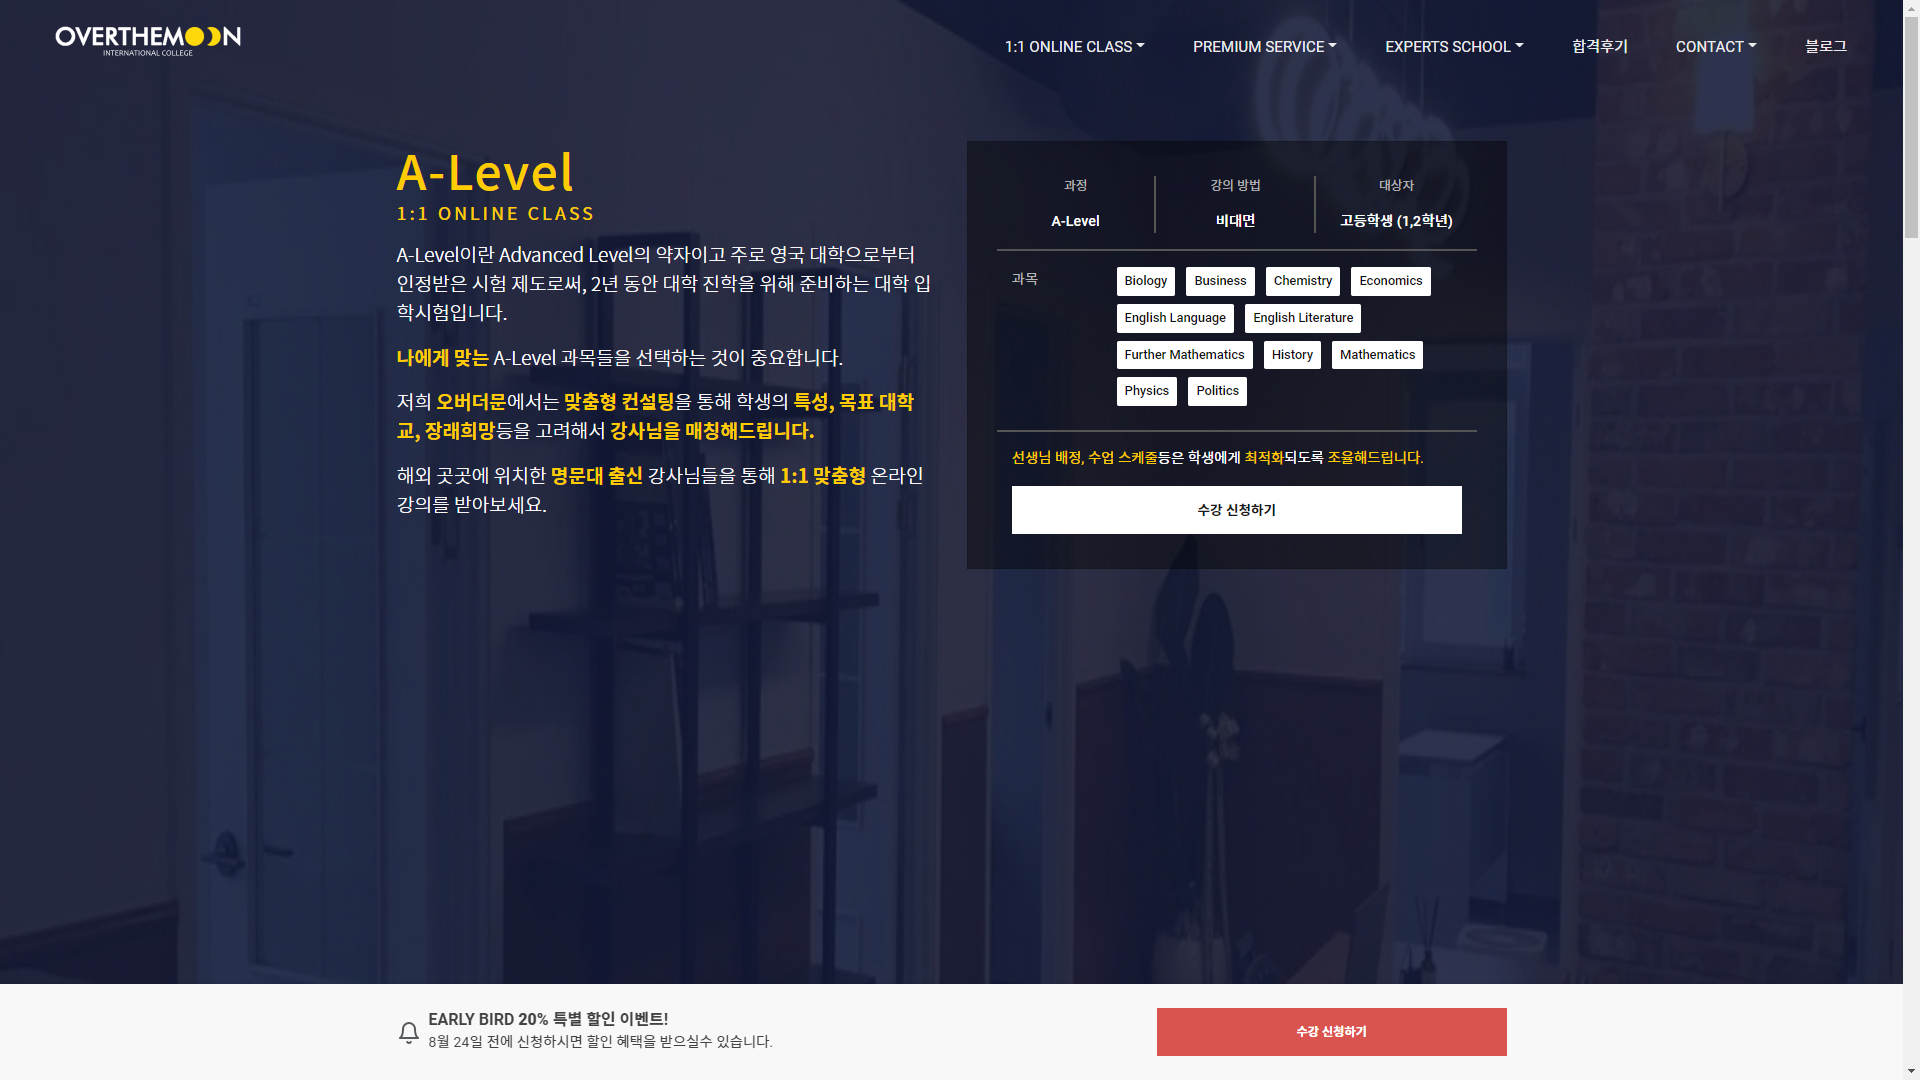 OVERTHEMOON
INTERNATIONAL COLLEGE
1:1 ONLINE CLASS
PREMIUM SERVICE
EXPERTS SCHOOL
합격후기
CONTACT
블로그
A-Level
1:1 ONLINE CLASS
A-Level이란 Advanced Level의 약자이고 주로 영국 대학으로부터
인정받은 시험 제도로써, 2년 동안 대학 진학을 위해 준비하는 대학 입
학시험입니다.
나에게 맞는 A-Level 과목들을 선택하는 것이 중요합니다.
저희 오버더문에서는 맞춤형 컨설팅을 통해 학생의 특성, 목표 대학
교, 장래희망등을 고려해서 강사님을 매칭해드립니다.
해외 곳곳에 위치한 명문대 출신 강사님들을 통해 1:1 맞춤형 온라인
강의를 받아보세요.
과정
A-Level
강의 방법
비대면
대상자
고등학생 (1,2학년)
과목
Biology Business Chemistry Economics
English Language English Literature
Further Mathematics History Mathematics
Physics Politics
선생님 배정, 수업 스케줄등은 학생에게 최적화되도록 조율해드립니다.
수강 신청하기
EARLY BIRD 20% 특별 할인 이벤트!
8월 24일 전에 신청하시면 할인 혜택을 받으실수 있습니다.
수강 신청하기